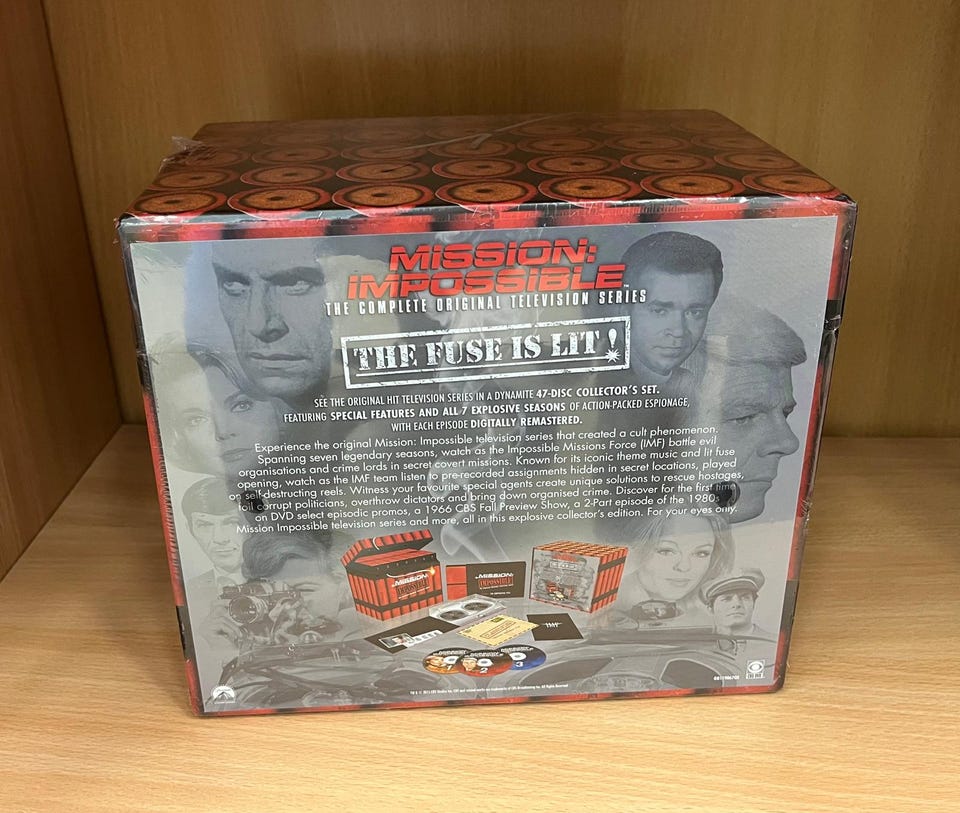 MISSION:
IMPOSSIBLE™
THE COMPLETE ORIGINAL TELEVISION SERIES
THE FUSE IS LIT!
SEE THE ORIGINAL HIT TELEVISION SERIES IN A DYNAMITE 47-DISC COLLECTOR'S SET.
FEATURING SPECIAL FEATURES AND ALL 7 EXPLOSIVE SEASONS OF ACTION-PACKED ESPIONAGE,
WITH EACH EPISODE DIGITALLY REMASTERED.
Experience the original Mission: Impossible television series that created a cult phenomenon.
Spanning seven legendary seasons, watch as the Impossible Missions Force (IMF) battle evil
organisations and crime lords in secret covert missions. Known for its iconic theme music and lit fuse
opening, watch as the IMF team listen to pre-recorded assignments hidden in secret locations, played
on self-destructing reels. Witness your favourite special agents create unique solutions to rescue hostages,
foil corrupt politicians, overthrow dictators and bring down organised crime. Discover for the first time
on DVD select episodic promos, a 1966 CBS Fall Preview Show, a 2-Part episode of the 1980s
Mission Impossible television series and more, all in this explosive collector's edition. For your eyes only.
MISSION:
IMPOSSIBLE
MISSION:
IMPOSSIBLE
IMF
1 2 3